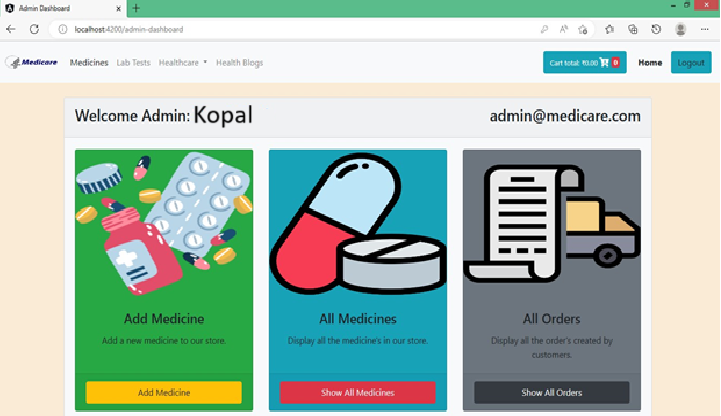 Admin Dashboard
localhost:4200/admin-dashboard
Medicare Medicines Lab Tests Healthcare Health Blogs Cart total: ₹0.00 0 Home Logout
Welcome Admin: Kopal admin@medicare.com
Add Medicine
Add a new medicine to our store.
Add Medicine
All Medicines
Display all the medicine's in our store.
Show All Medicines
All Orders
Display all the order's created by
customers.
Show All Orders